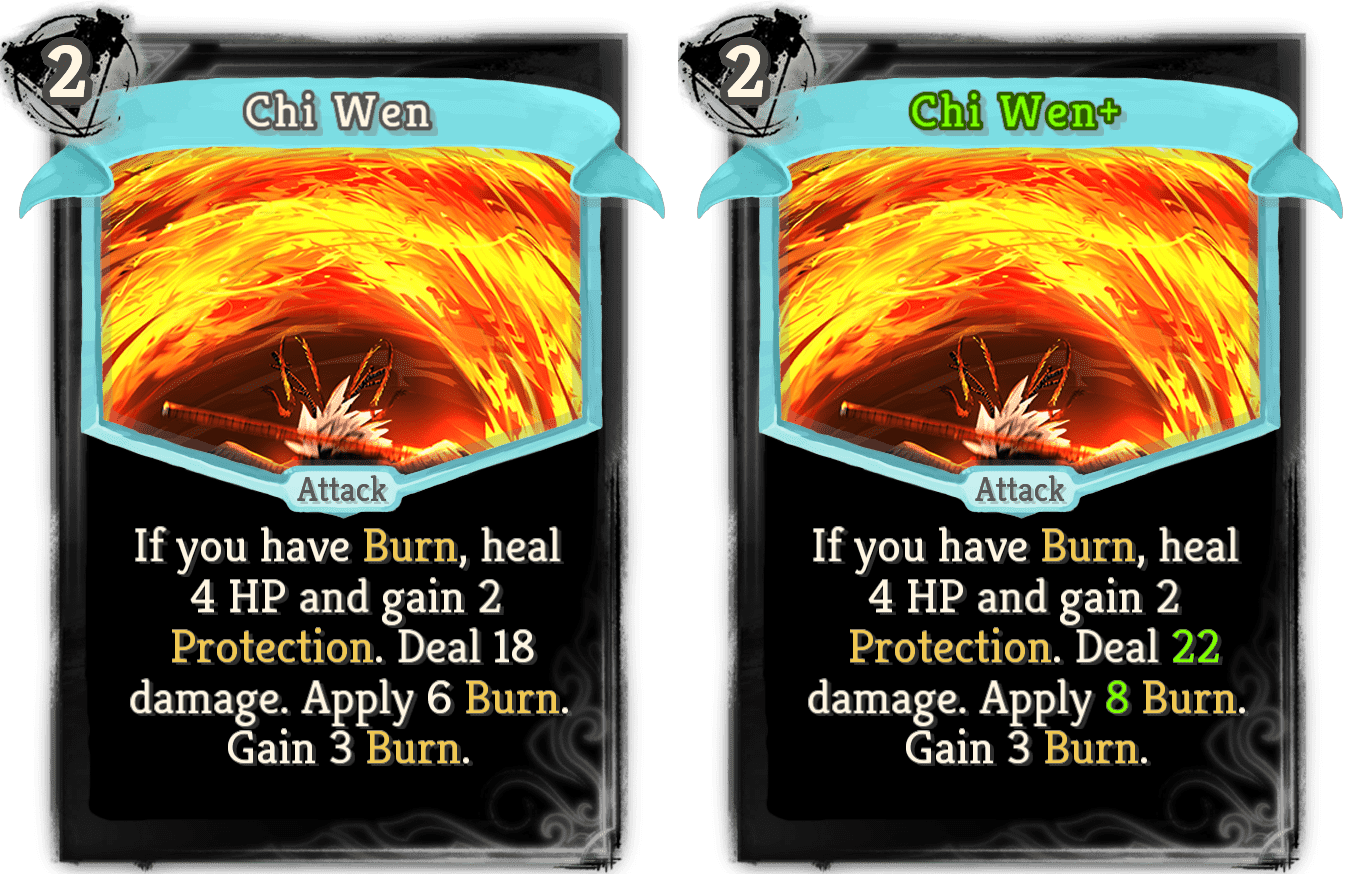 2
Chi Wen
Attack
If you have Burn, heal
4 HP and gain 2
Protection. Deal 18
damage. Apply 6 Burn.
Gain 3 Burn.
2
Chi Wen+
Attack
If you have Burn, heal
4 HP and gain 2
Protection. Deal 22
damage. Apply 8 Burn.
Gain 3 Burn.